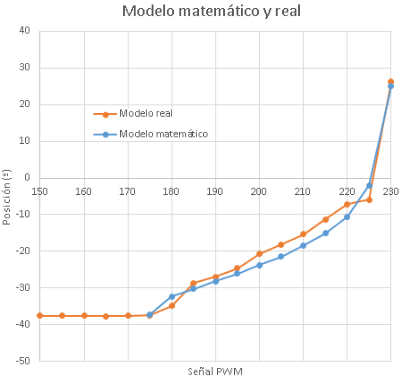 Modelo matemático y real
40
30
20
10
0
-10
-20
-30
-40
-50
Posición (º)
Modelo real
Modelo matemático
150 160 170 180 190 200 210 220 230
Señal PWM